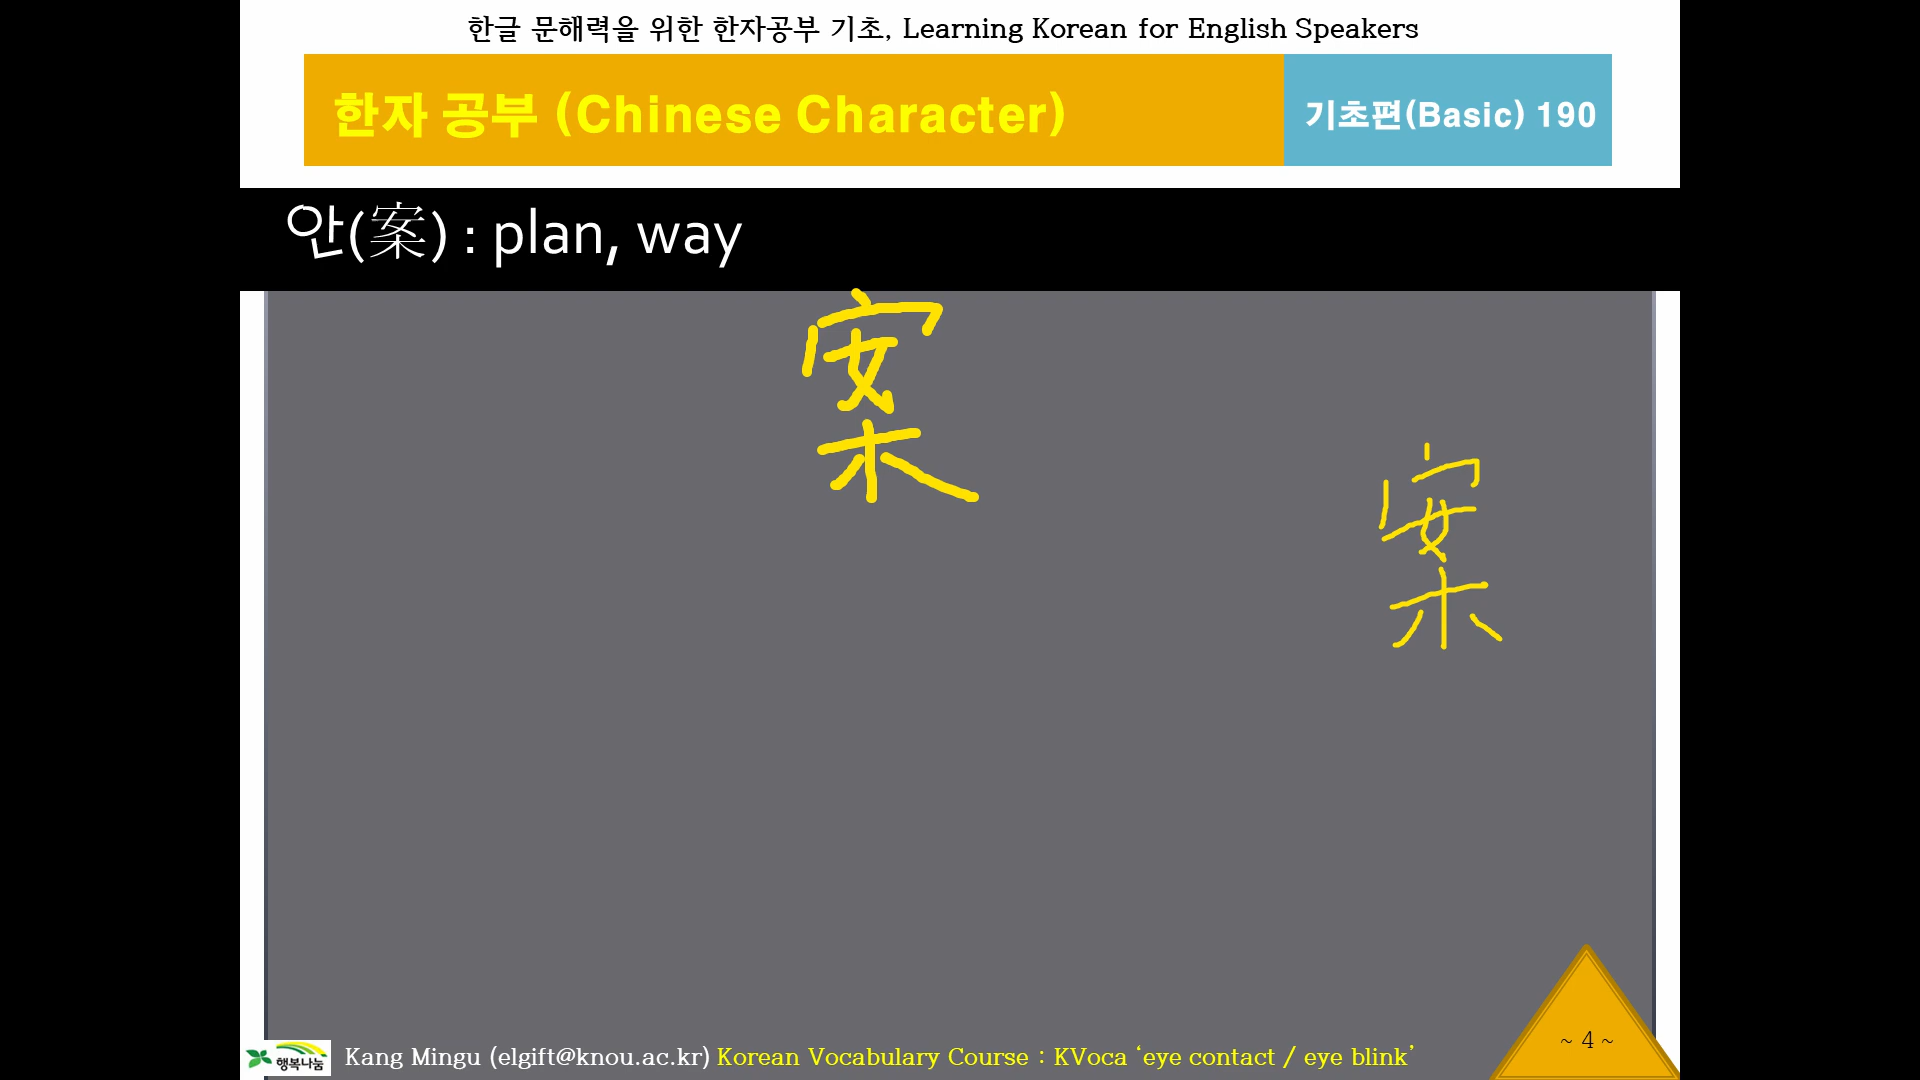 한글 문해력을 위한 한자공부 기초, Learning Korean for English Speakers
한자 공부 (Chinese Character)
기초편(Basic) 190
안(案) : plan, way
案
案
~ 4 ~
행복나눔
Kang Mingu (elgift@knou.ac.kr) Korean Vocabulary Course : KVoca ‘eye contact / eye blink’